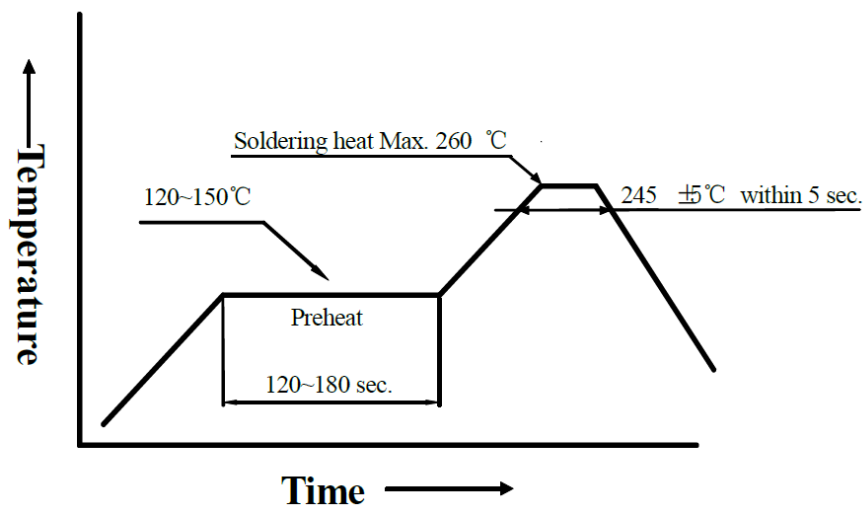 Temperature
Soldering heat Max. 260 ℃
120~150℃
245 ±5℃ within 5 sec.
Preheat
120~180 sec.
Time